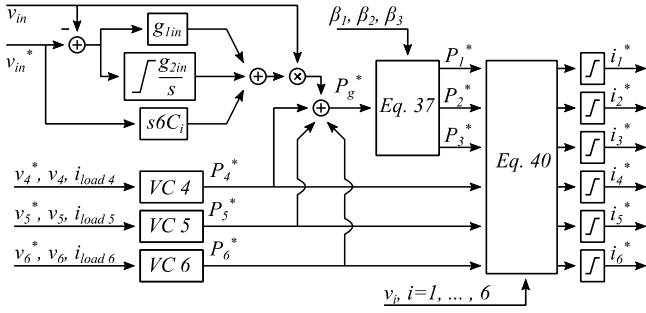 v_in
−
v_in*
g_1in
g_2in
s
s6C_i
β_1, β_2, β_3
P_g*
Eq. 37
P_1*
P_2*
P_3*
Eq. 40
i_1*
i_2*
i_3*
i_4*
i_5*
i_6*
v_4*, v_4, i_load 4
VC 4
P_4*
v_5*, v_5, i_load 5
VC 5
P_5*
v_6*, v_6, i_load 6
VC 6
P_6*
v_i, i=1, ... , 6